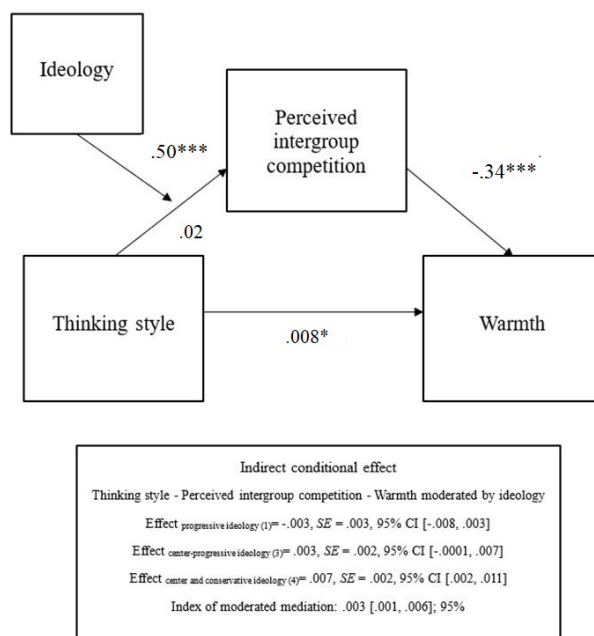 Ideology
Perceived
intergroup
competition
.50***
-.34***
.02
Thinking style
Warmth
.008*
Indirect conditional effect
Thinking style - Perceived intergroup competition - Warmth moderated by ideology
Effect progressive ideology (1)= -.003, SE = .003, 95% CI [-.008, .003]
Effect center-progressive ideology (3)= .003, SE = .002, 95% CI [-.0001, .007]
Effect center and conservative ideology (4)= .007, SE = .002, 95% CI [.002, .011]
Index of moderated mediation: .003 [.001, .006]; 95%